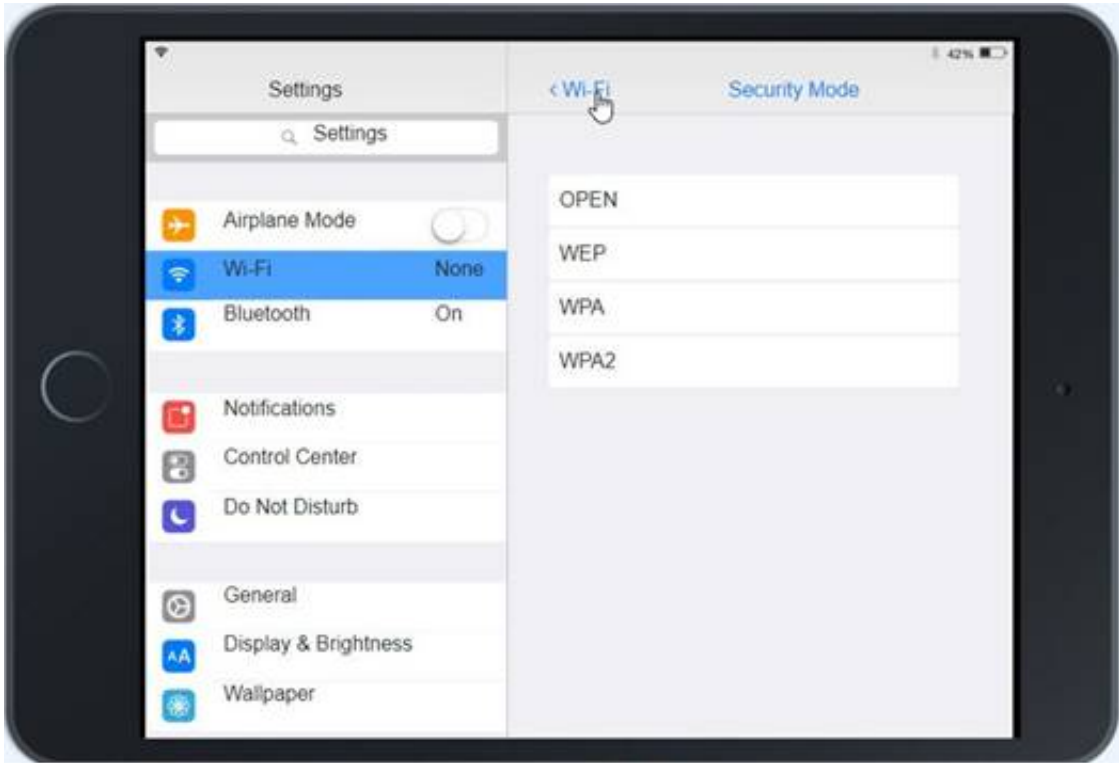 42%
Settings
< Wi-Fi
Security Mode
Settings
Airplane Mode
Wi-Fi None
Bluetooth On
Notifications
Control Center
Do Not Disturb
General
AA Display & Brightness
Wallpaper
OPEN
WEP
WPA
WPA2